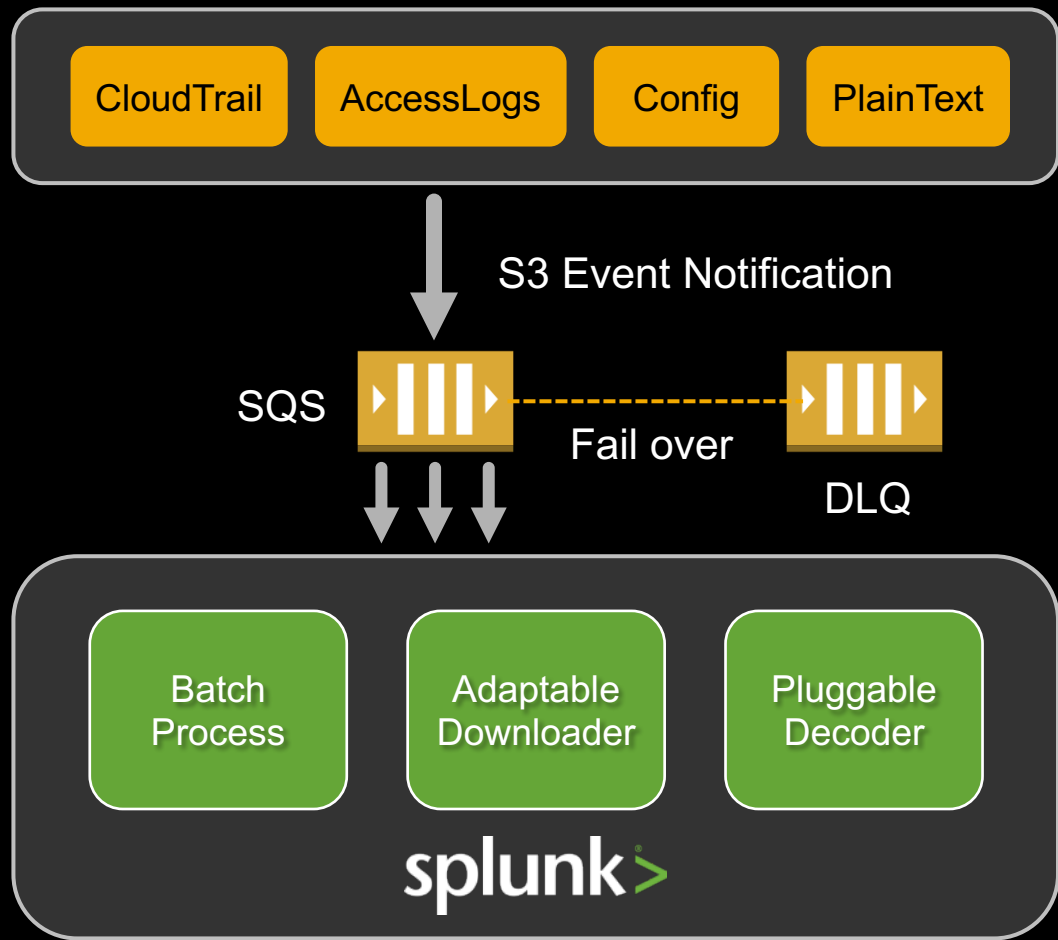 CloudTrail
AccessLogs
Config
PlainText
S3 Event Notification
SQS
Fail over
DLQ
Batch
Process
Adaptable
Downloader
Pluggable
Decoder
splunk>